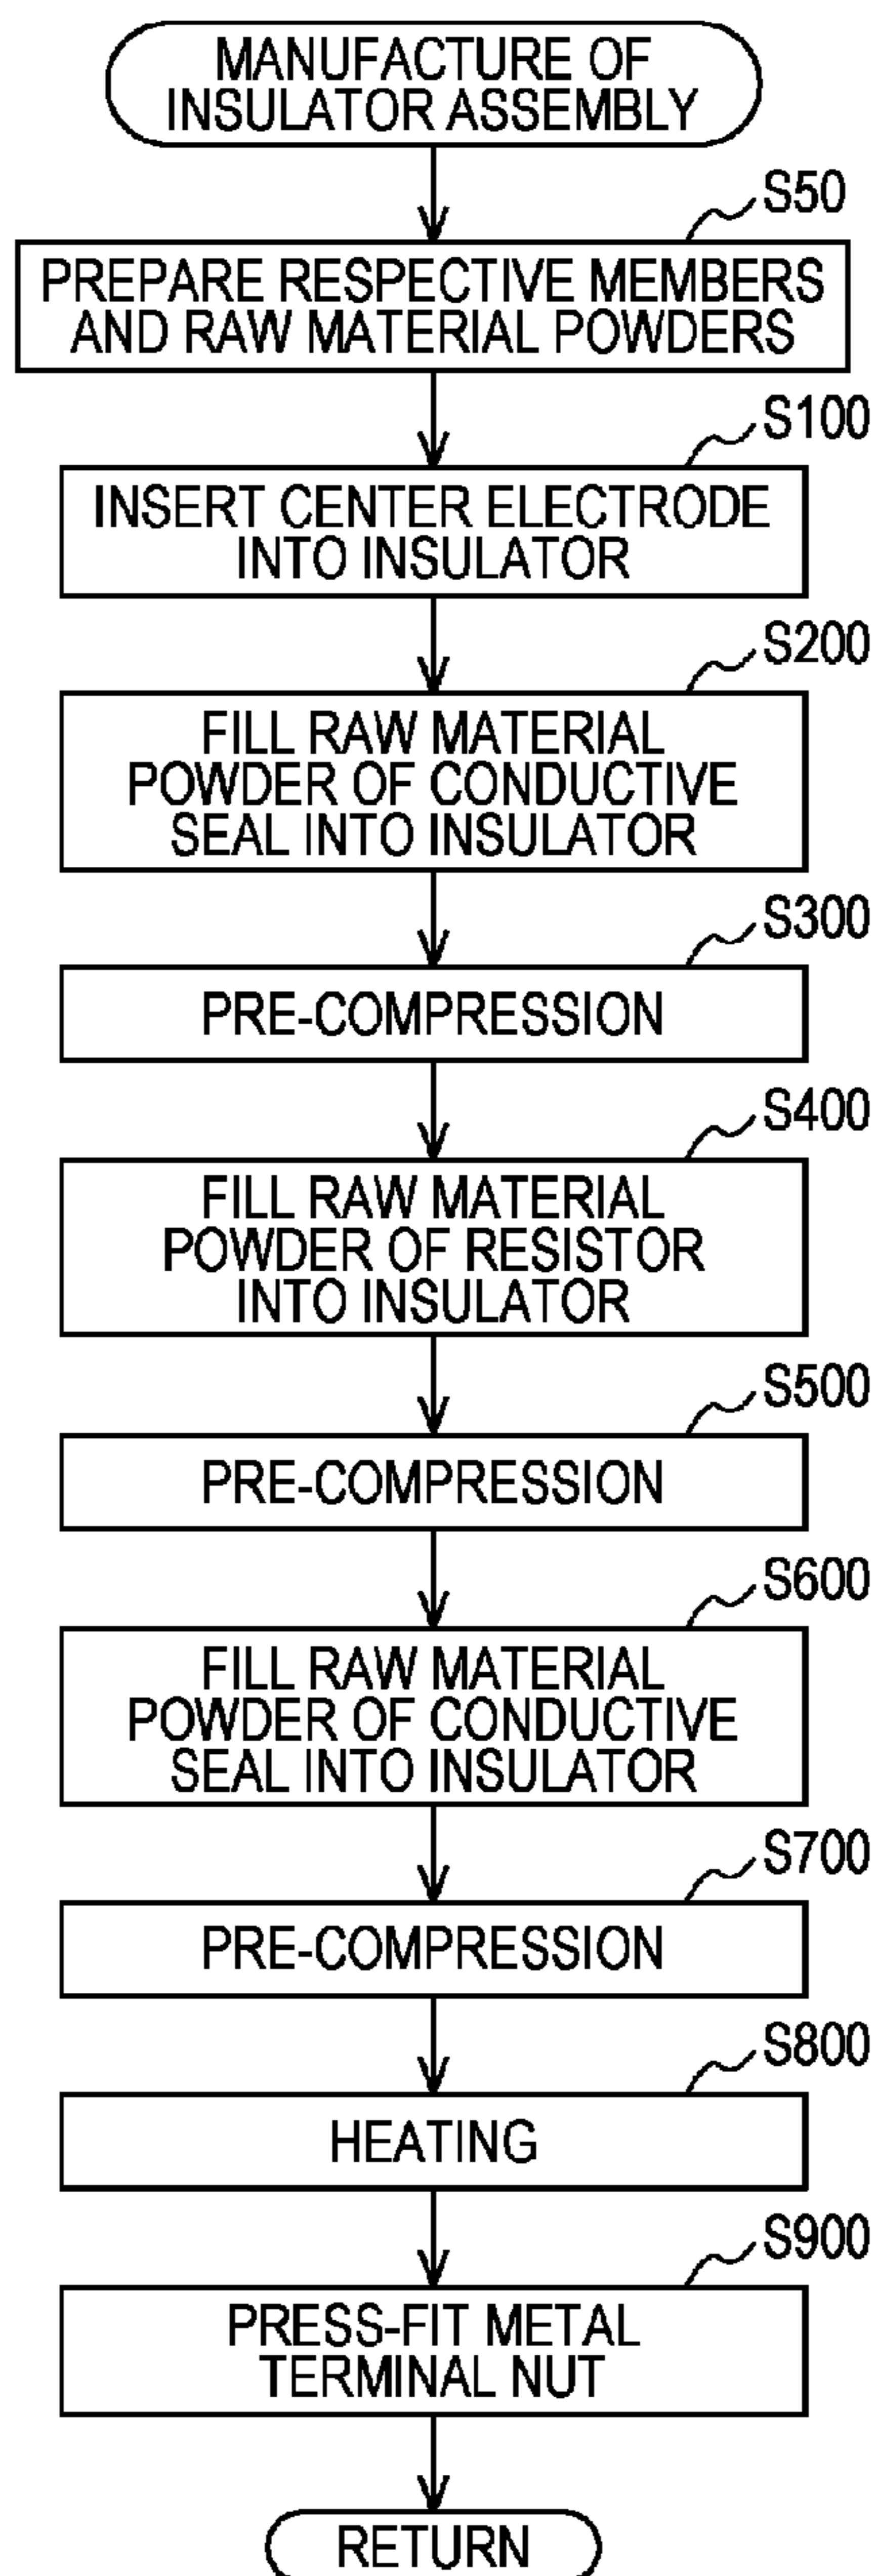 MANUFACTURE OF
INSULATOR ASSEMBLY
S50
PREPARE RESPECTIVE MEMBERS
AND RAW MATERIAL POWDERS
S100
INSERT CENTER ELECTRODE
INTO INSULATOR
S200
FILL RAW MATERIAL
POWDER OF CONDUCTIVE
SEAL INTO INSULATOR
S300
PRE-COMPRESSION
S400
FILL RAW MATERIAL
POWDER OF RESISTOR
INTO INSULATOR
S500
PRE-COMPRESSION
S600
FILL RAW MATERIAL
POWDER OF CONDUCTIVE
SEAL INTO INSULATOR
S700
PRE-COMPRESSION
S800
HEATING
S900
PRESS-FIT METAL
TERMINAL NUT
RETURN